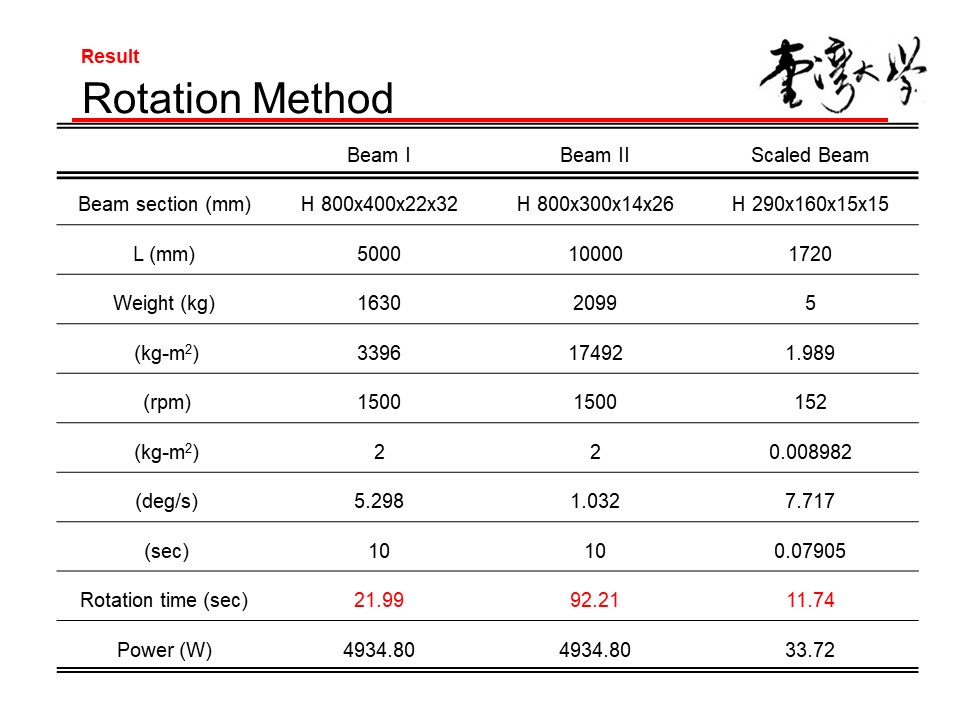 Result
臺灣大學
Rotation Method
Beam I Beam II Scaled Beam
Beam section (mm) H 800x400x22x32 H 800x300x14x26 H 290x160x15x15
L (mm) 5000 10000 1720
Weight (kg) 1630 2099 5
(kg-m²) 3396 17492 1.989
(rpm) 1500 1500 152
(kg-m²) 2 2 0.008982
(deg/s) 5.298 1.032 7.717
(sec) 10 10 0.07905
Rotation time (sec) 21.99 92.21 11.74
Power (W) 4934.80 4934.80 33.72